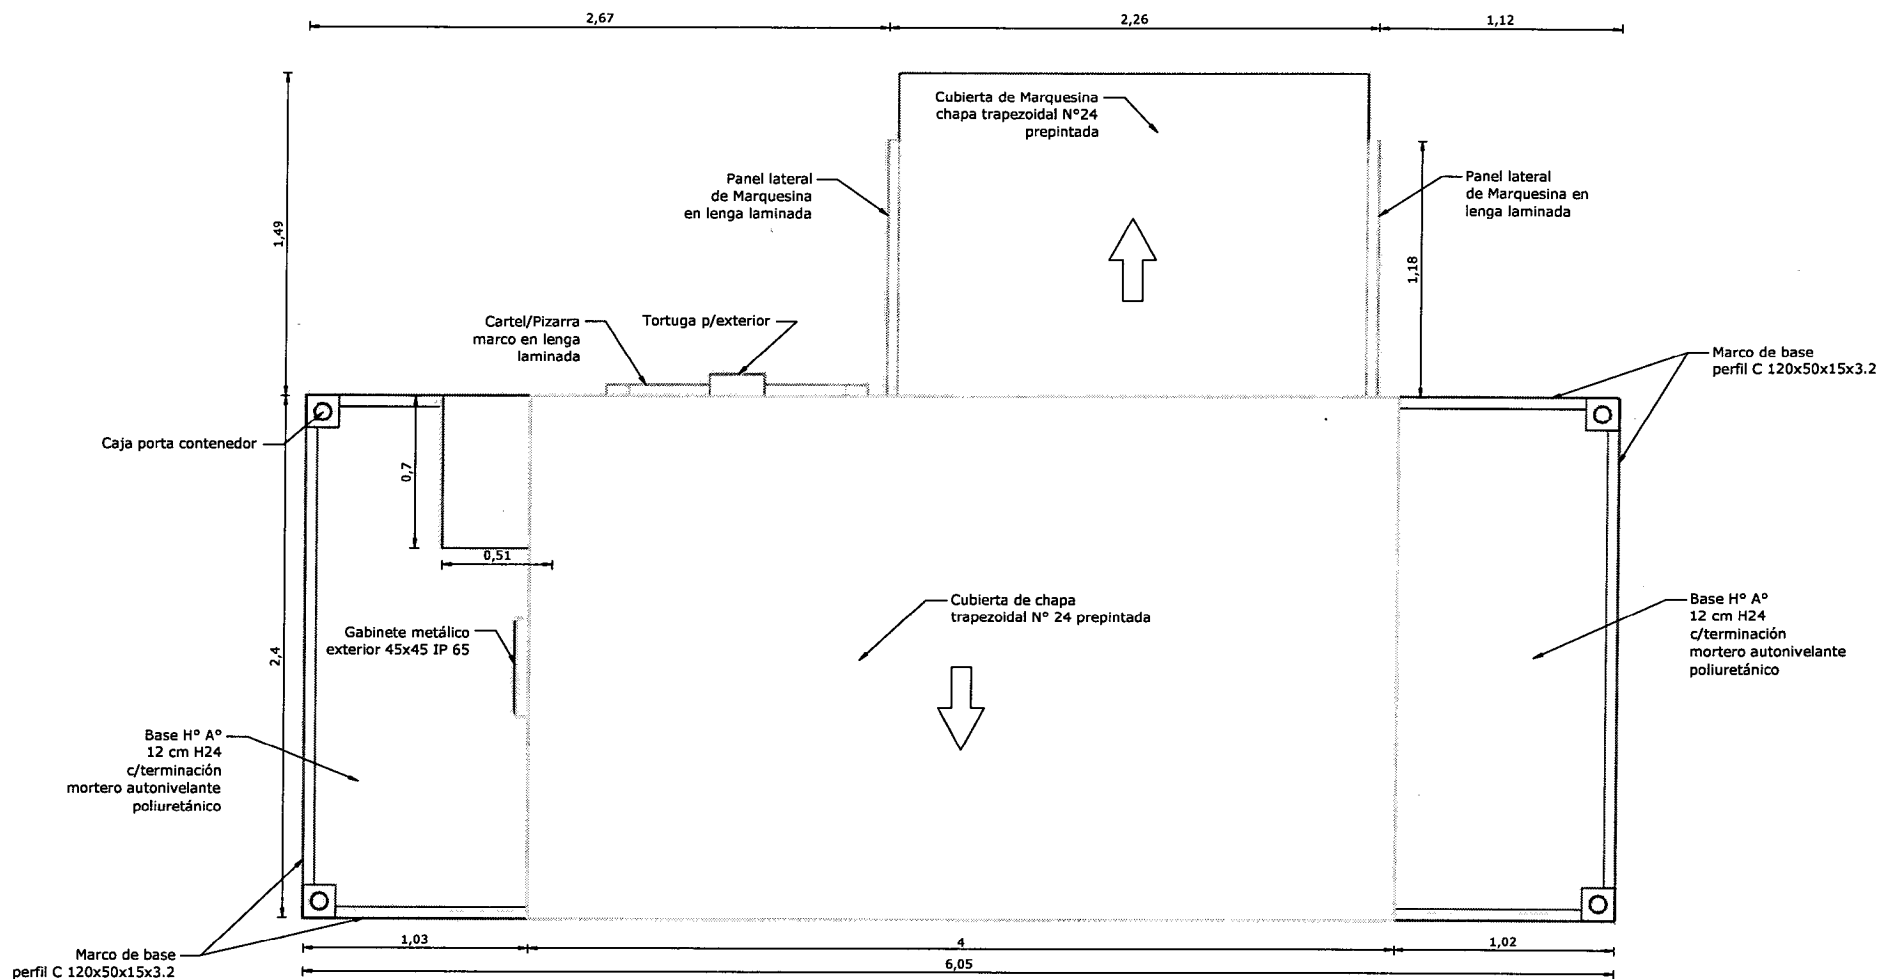 2,67
2,26
1,12
Cubierta de Marquesina
chapa trapezoidal N°24
prepintada
Panel lateral
de Marquesina
en lenga laminada
Panel lateral
de Marquesina en
lenga laminada
1,49
1,18
Cartel/Pizarra
marco en lenga
laminada
Tortuga p/exterior
Marco de base
perfil C 120x50x15x3.2
Caja porta contenedor
0,7
0,51
Cubierta de chapa
trapezoidal N° 24 prepintada
Base H° A°
12 cm H24
c/terminación
mortero autonivelante
poliuretánico
Gabinete metálico
exterior 45x45 IP 65
2,4
Base H° A°
12 cm H24
c/terminación
mortero autonivelante
poliuretánico
Marco de base
perfil C 120x50x15x3.2
1,03
4
1,02
6,05